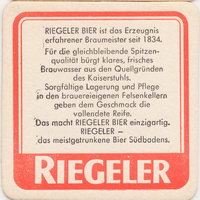 RIEGELER BIER ist das Erzeugnis
erfahrener Braumeister seit 1834.
Für die gleichbleibende Spitzen-
qualität bürgt klares, frisches
Brauwasser aus den Quellgründen
des Kaiserstuhls.
Sorgfältige Lagerung und Pflege
in den brauereieigenen Felsenkellern
geben dem Geschmack die
vollendete Reife.
Das macht RIEGELER BIER einzigartig.
RIEGELER –
das meistgetrunkene Bier Südbadens.
RIEGELER